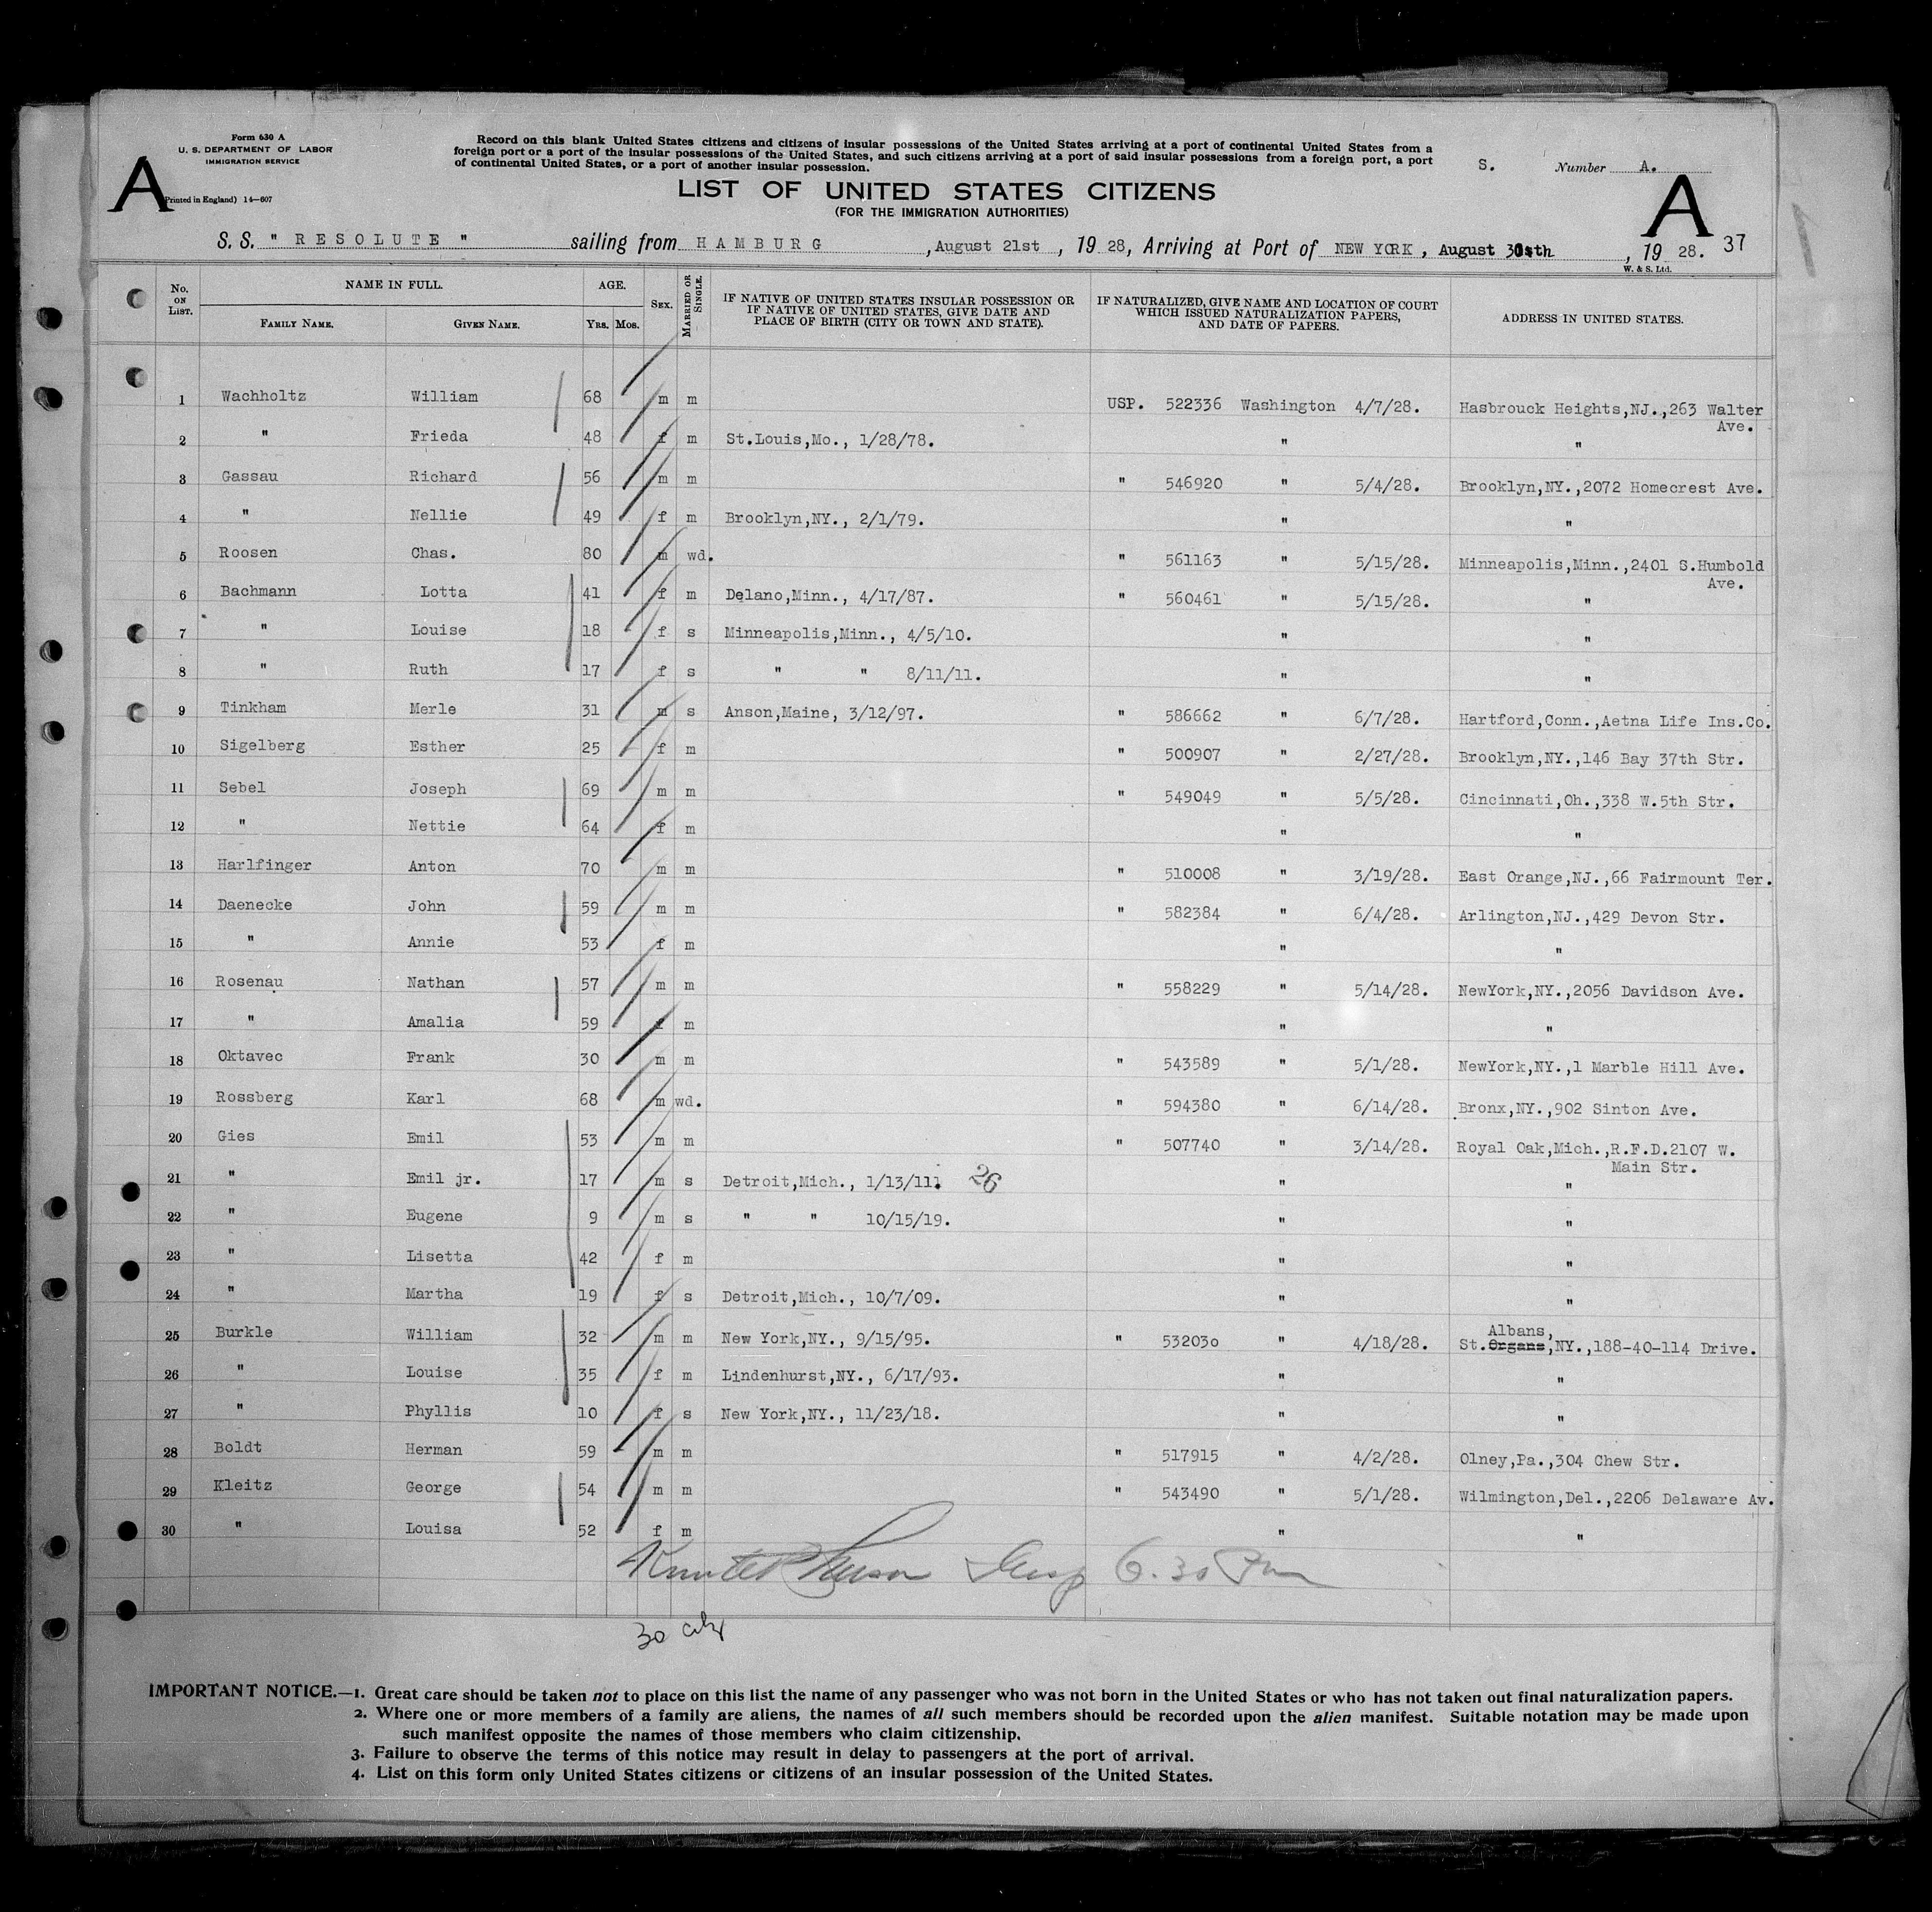 Form 630 A
U. S. DEPARTMENT OF LABOR
IMMIGRATION SERVICE
A
(Printed in England) 14—607
Record on this blank United States citizens and citizens of insular possessions of the United States arriving at a port of continental United States from a
foreign port or a port of the insular possessions of the United States, and such citizens arriving at a port of said insular possessions from a foreign port, a port
of continental United States, or a port of another insular possession.
S. Number A.
A
LIST OF UNITED STATES CITIZENS
(FOR THE IMMIGRATION AUTHORITIES)
S. S. " RESOLUTE " sailing from HAMBURG, August 21st, 19 28, Arriving at Port of NEW YORK, August 30th, 19 28. 37
W. & S. Ltd.
No. ON LIST. NAME IN FULL. FAMILY NAME. GIVEN NAME. AGE. Yrs. Mos. SEX. MARRIED OR SINGLE. IF NATIVE OF UNITED STATES INSULAR POSSESSION OR IF NATIVE OF UNITED STATES, GIVE DATE AND PLACE OF BIRTH (CITY OR TOWN AND STATE). IF NATURALIZED, GIVE NAME AND LOCATION OF COURT WHICH ISSUED NATURALIZATION PAPERS, AND DATE OF PAPERS. ADDRESS IN UNITED STATES.
1 Wachholtz William 68 m m USP. 522336 Washington 4/7/28. Hasbrouck Heights,NJ.,263 Walter
Ave.
2 " Frieda 48 f m St.Louis,Mo., 1/28/78. " "
3 Gassau Richard 56 m m " 546920 " 5/4/28. Brooklyn,NY.,2072 Homecrest Ave.
4 " Nellie 49 f m Brooklyn,NY., 2/1/79. " "
5 Roosen Chas. 80 m wd. " 561163 " 5/15/28. Minneapolis,Minn.,2401 S.Humbold
Ave.
6 Bachmann Lotta 41 f m Delano,Minn., 4/17/87. " 560461 " 5/15/28. "
7 " Louise 18 f s Minneapolis,Minn., 4/5/10. " "
8 " Ruth 17 f s " " 8/11/11. " "
9 Tinkham Merle 31 m s Anson,Maine, 3/12/97. " 586662 " 6/7/28. Hartford,Conn.,Aetna Life Ins.Co.
10 Sigelberg Esther 25 f m " 500907 " 2/27/28. Brooklyn,NY.,146 Bay 37th Str.
11 Sebel Joseph 69 m m " 549049 " 5/5/28. Cincinnati,Oh.,338 W.5th Str.
12 " Nettie 64 f m " "
13 Harlfinger Anton 70 m m " 510008 " 3/19/28. East Orange,NJ.,66 Fairmount Ter.
14 Daenecke John 59 m m " 582384 " 6/4/28. Arlington,NJ.,429 Devon Str.
15 " Annie 53 f m " "
16 Rosenau Nathan 57 m m " 558229 " 5/14/28. NewYork,NY.,2056 Davidson Ave.
17 " Amalia 59 f m " "
18 Oktavec Frank 30 m m " 543589 " 5/1/28. NewYork,NY.,1 Marble Hill Ave.
19 Rossberg Karl 68 m wd. " 594380 " 6/14/28. Bronx,NY.,902 Sinton Ave.
20 Gies Emil 53 m m " 507740 " 3/14/28. Royal Oak,Mich.,R.F.D.2107 W.
Main Str.
21 " Emil jr. 17 m s Detroit,Mich., 1/13/11. 26 " "
22 " Eugene 9 m s " " 10/15/19. " "
23 " Lisetta 42 f m " "
24 " Martha 19 f s Detroit,Mich., 10/7/09. " "
25 Burkle William 32 m m New York,NY., 9/15/95. " 532030 " 4/18/28. Albans,
St.Organs,NY.,188-40-114 Drive.
26 " Louise 35 f m Lindenhurst,NY., 6/17/93. " "
27 " Phyllis 10 f s New York,NY., 11/23/18. " "
28 Boldt Herman 59 m m " 517915 " 4/2/28. Olney,Pa.,304 Chew Str.
29 Kleitz George 54 m m " 543490 " 5/1/28. Wilmington,Del.,2206 Delaware Av.
30 " Louisa 52 f m " "
Insp 6.30 Pm
30
IMPORTANT NOTICE.—1. Great care should be taken not to place on this list the name of any passenger who was not born in the United States or who has not taken out final naturalization papers.
2. Where one or more members of a family are aliens, the names of all such members should be recorded upon the alien manifest. Suitable notation may be made upon
such manifest opposite the names of those members who claim citizenship.
3. Failure to observe the terms of this notice may result in delay to passengers at the port of arrival.
4. List on this form only United States citizens or citizens of an insular possession of the United States.